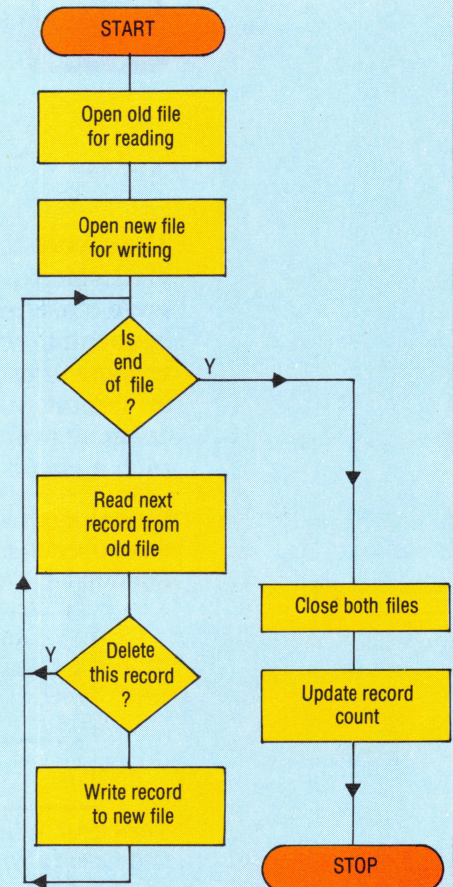 START
Open old file
for reading
Open new file
for writing
Is
end
of file
?
Y
Read next
record from
old file
Delete
this record
?
Y
Write record
to new file
Close both files
Update record
count
STOP